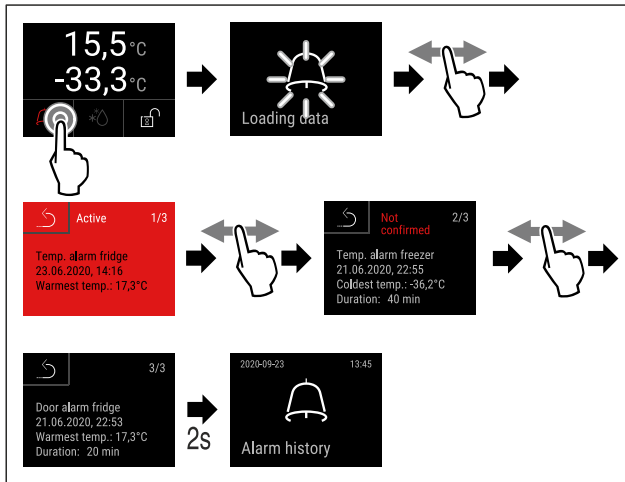 15,5°C
-33,3°C
Loading data
Active 1/3
Temp. alarm fridge
23.06.2020, 14:16
Warmest temp.: 17,3°C
Not 2/3
confirmed
Temp. alarm freezer
21.06.2020, 22:55
Coldest temp.: -36,2°C
Duration: 40 min
3/3
Door alarm fridge
21.06.2020, 22:53
Warmest temp.: 17,3°C
Duration: 20 min
2s
2020-09-23 13:45
Alarm history